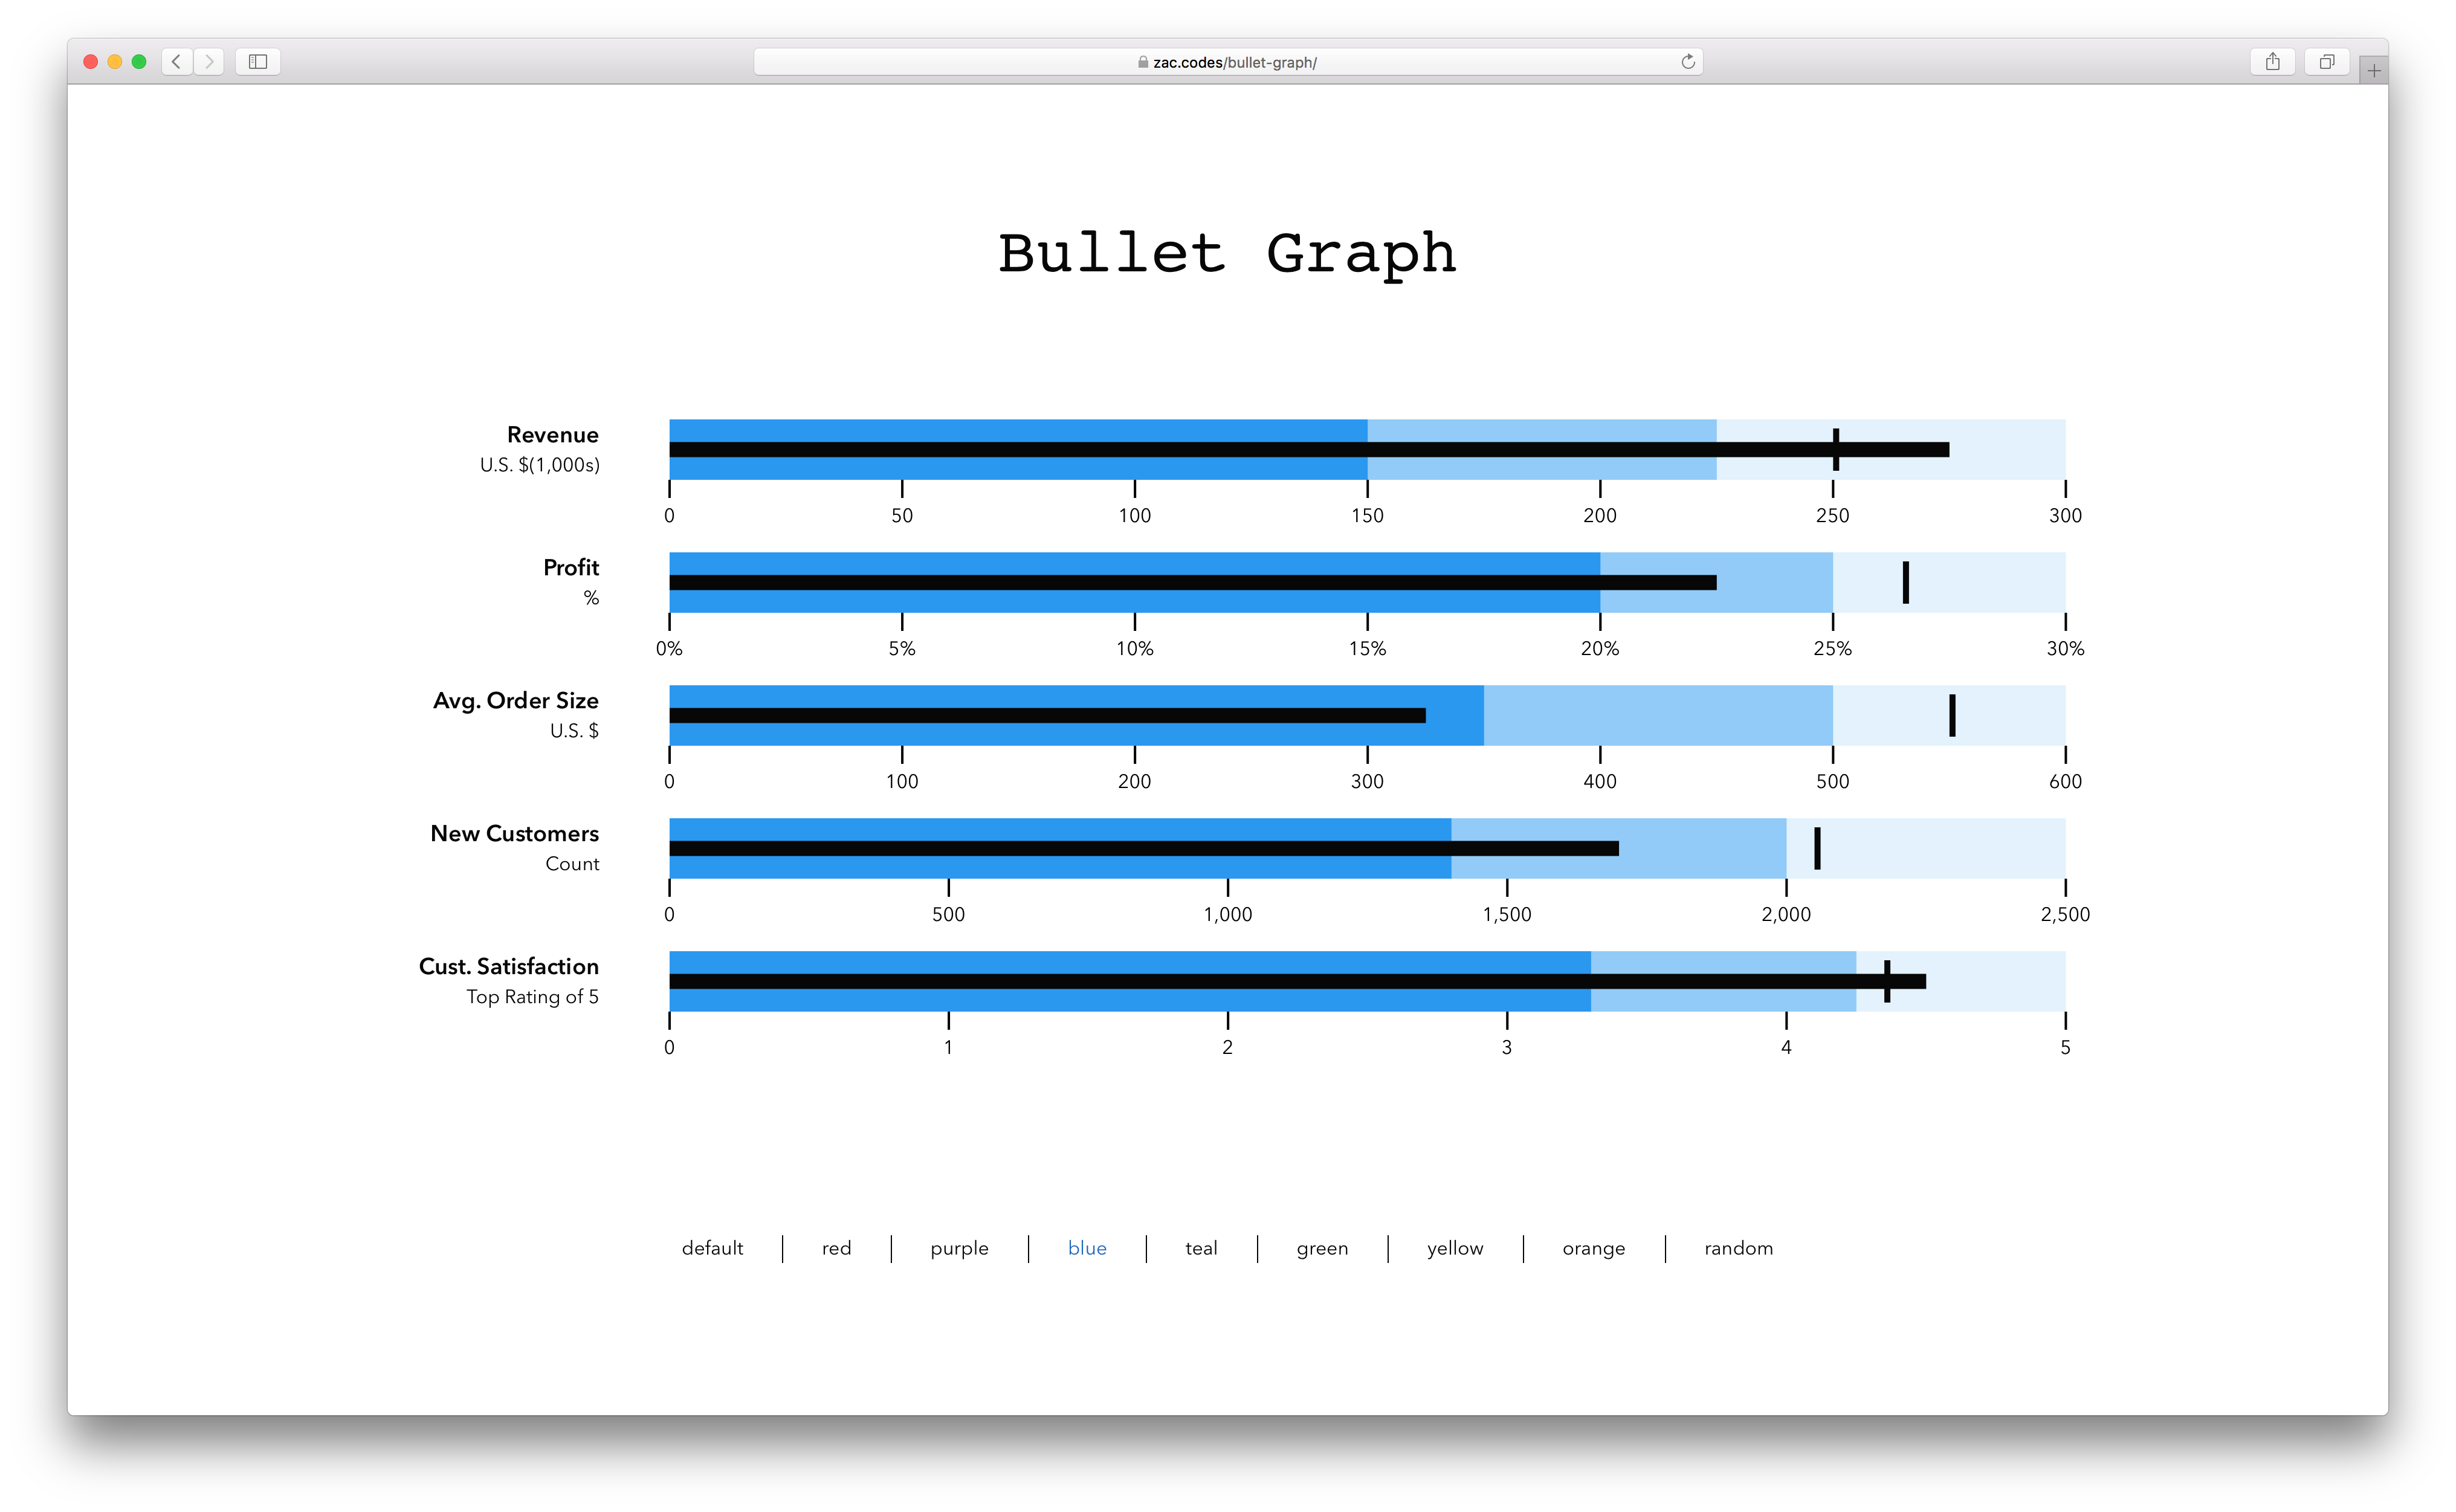 zac.codes/bullet-graph/
Bullet Graph
Revenue
U.S. $(1,000s)
0 50 100 150 200 250 300
Profit
%
0% 5% 10% 15% 20% 25% 30%
Avg. Order Size
U.S. $
0 100 200 300 400 500 600
New Customers
Count
0 500 1,000 1,500 2,000 2,500
Cust. Satisfaction
Top Rating of 5
0 1 2 3 4 5
default | red | purple | blue | teal | green | yellow | orange | random